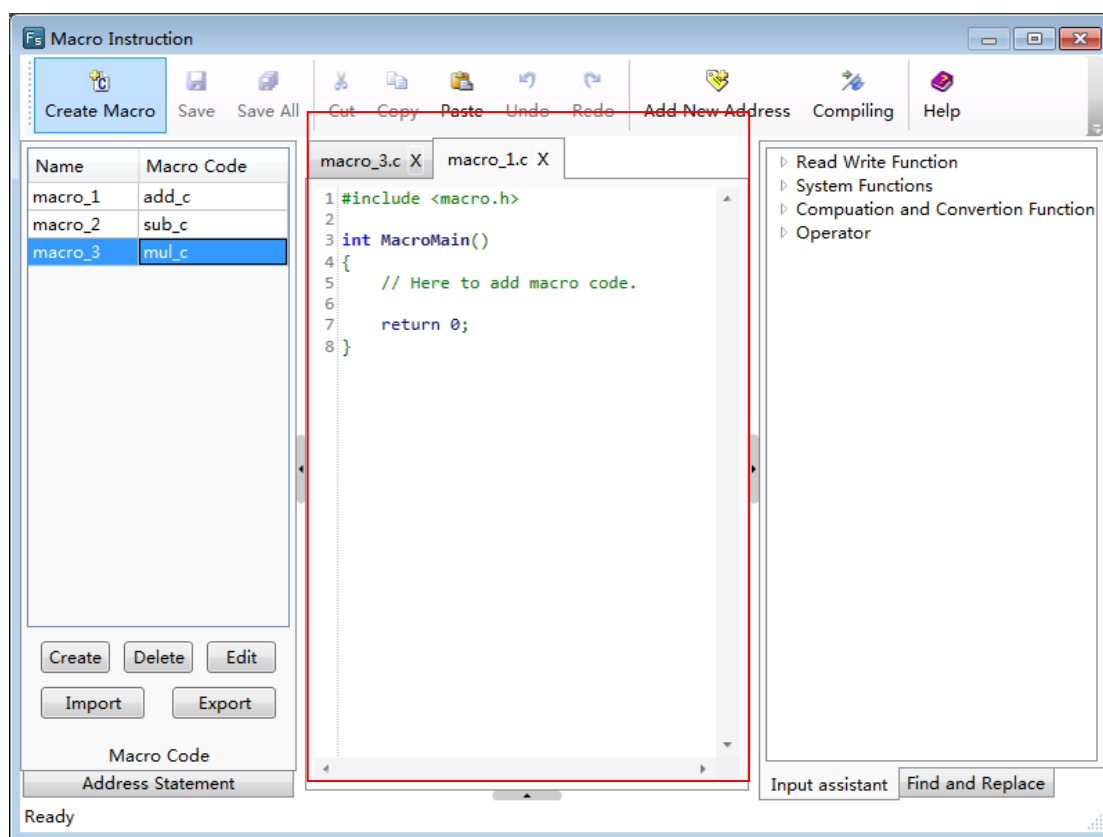 Fs Macro Instruction
Create Macro Save Save All Cut Copy Paste Undo Redo Add New Address Compiling Help
Name Macro Code
macro_1 add_c
macro_2 sub_c
macro_3 mul_c
Create Delete Edit
Import Export
Macro Code
Address Statement
macro_3.c X macro_1.c X
1 #include <macro.h>
2
3 int MacroMain()
4 {
5 // Here to add macro code.
6
7 return 0;
8 }
Read Write Function
System Functions
Compuation and Convertion Function
Operator
Input assistant Find and Replace
Ready